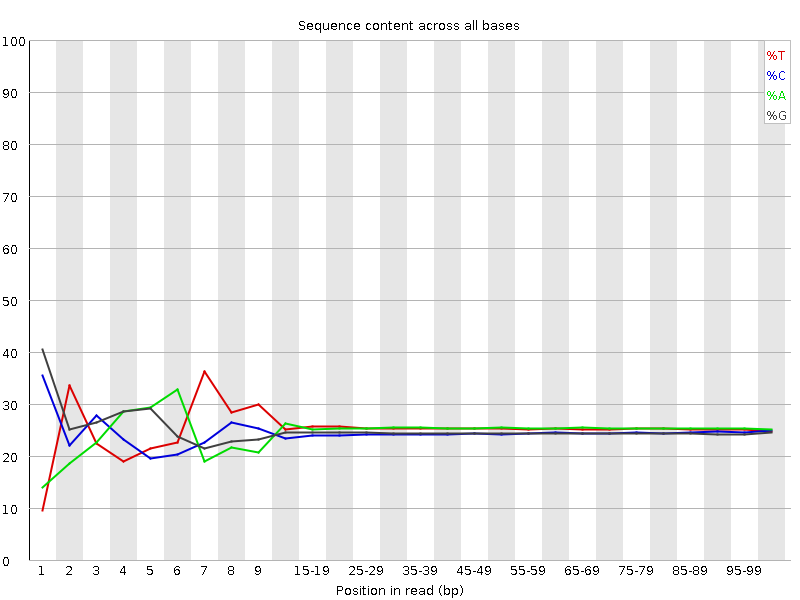 Sequence content across all bases
100
90
80
70
60
50
40
30
20
10
0
%T
%C
%A
%G
1 2 3 4 5 6 7 8 9 15-19 25-29 35-39 45-49 55-59 65-69 75-79 85-89 95-99
Position in read (bp)